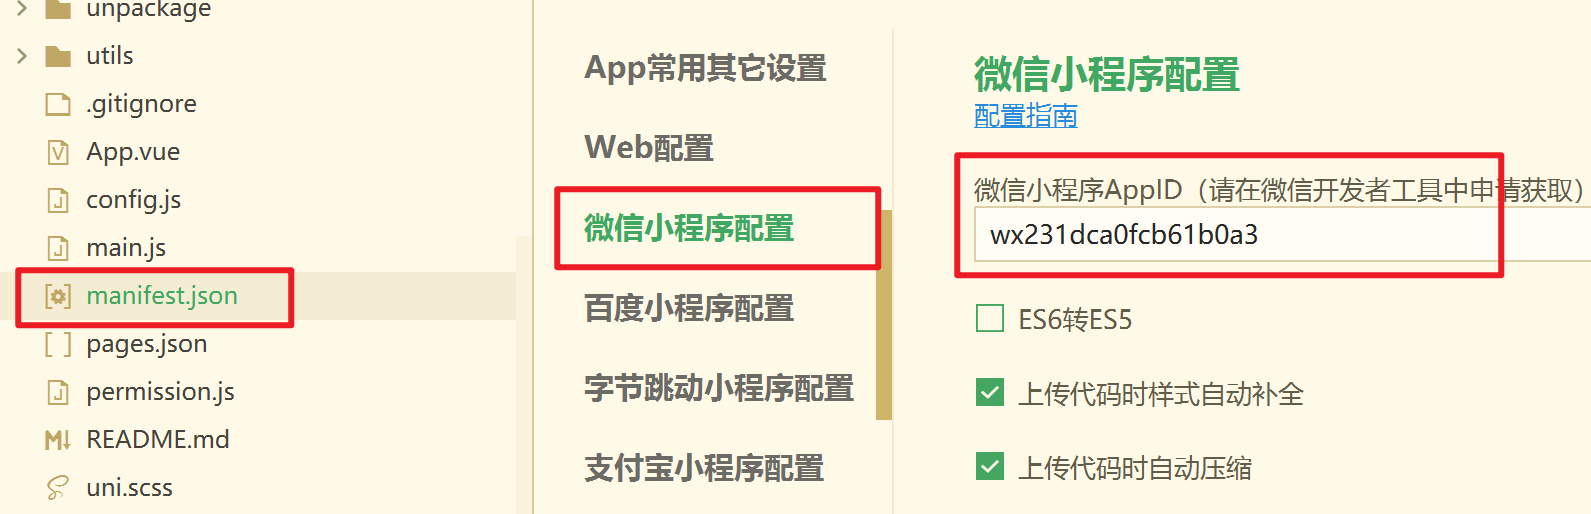 unpackage
utils
.gitignore
App.vue
config.js
main.js
manifest.json
pages.json
permission.js
README.md
uni.scss
App常用其它设置
Web配置
微信小程序配置
百度小程序配置
字节跳动小程序配置
支付宝小程序配置
微信小程序配置
配置指南
微信小程序AppID（请在微信开发者工具中申请获取）
wx231dca0fcb61b0a3
ES6转ES5
上传代码时样式自动补全
上传代码时自动压缩